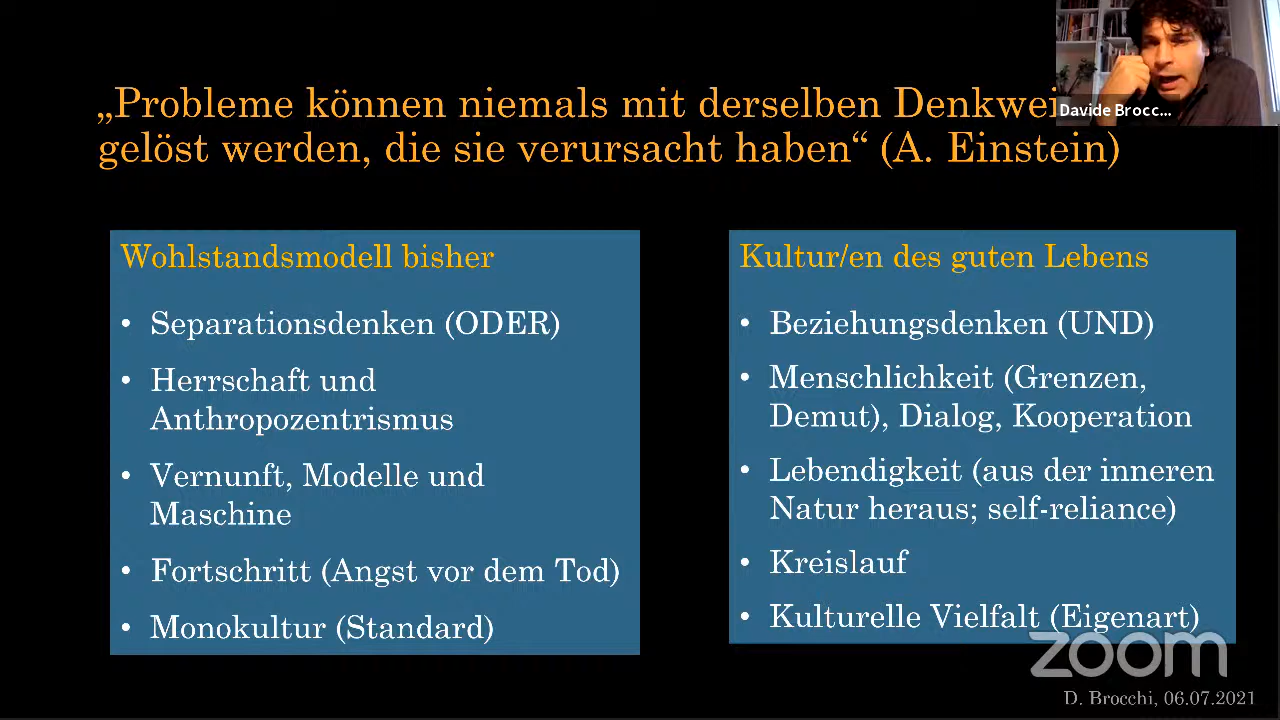 „Probleme können niemals mit derselben Denkwei
Davide Brocc...
gelöst werden, die sie verursacht haben“ (A. Einstein)
Wohlstandsmodell bisher
• Separationsdenken (ODER)
• Herrschaft und
Anthropozentrismus
• Vernunft, Modelle und
Maschine
• Fortschritt (Angst vor dem Tod)
• Monokultur (Standard)
Kultur/en des guten Lebens
• Beziehungsdenken (UND)
• Menschlichkeit (Grenzen,
Demut), Dialog, Kooperation
• Lebendigkeit (aus der inneren
Natur heraus; self-reliance)
• Kreislauf
• Kulturelle Vielfalt (Eigenart)
zoom
D. Brocchi, 06.07.2021